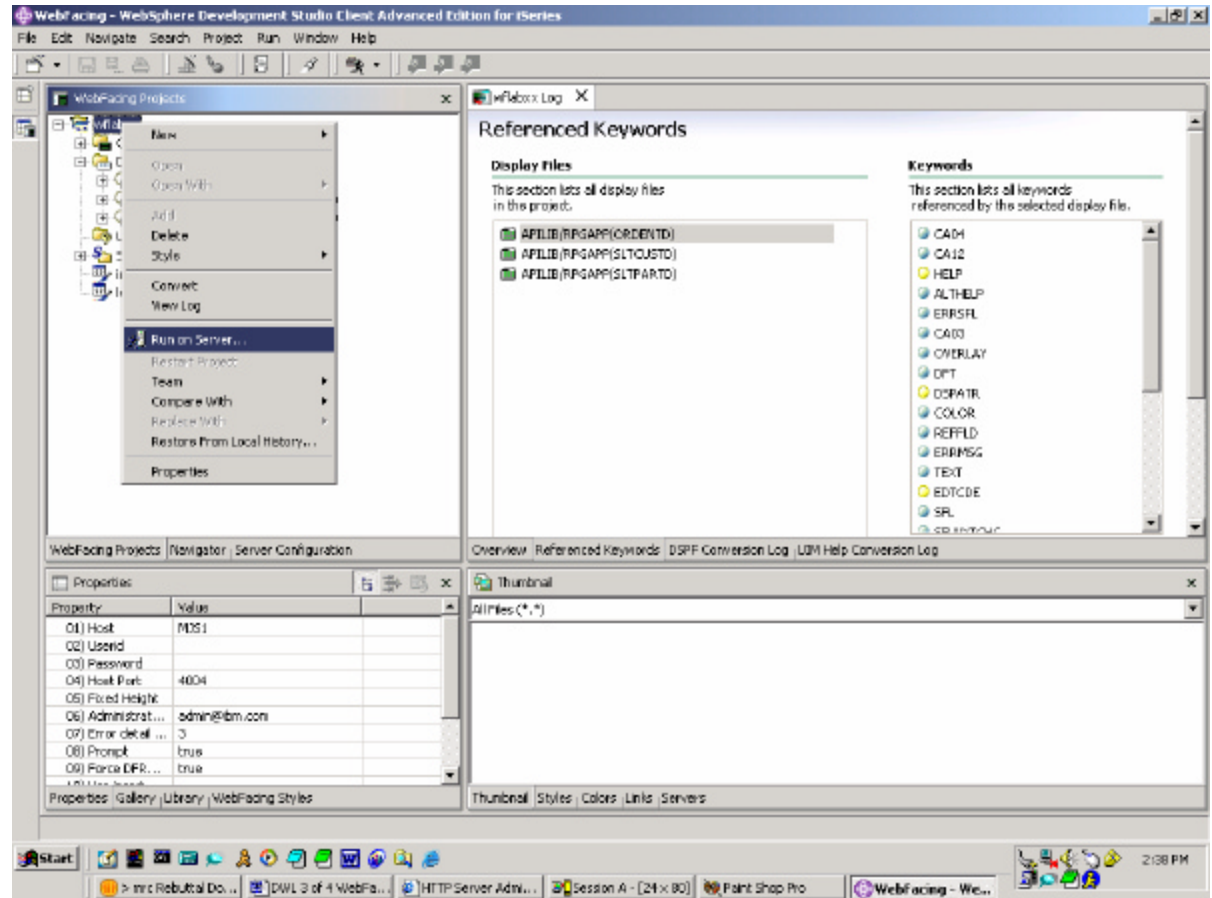 WebFacing - WebSphere Development Studio Client Advanced Edition for iSeries
File Edit Navigate Search Project Run Window Help
WebFacing Projects
New
Open
Open With
Add
Delete
Style
Convert
View Log
Run on Server...
Restart Project
Team
Compare With
Replace With
Restore From Local History...
Properties
WebFacing Projects Navigator Server Configuration
wflabxx Log
Referenced Keywords
Display Files
This section lists all display files
in the project.
APILIB/RPGAPP(ORDENTD)
APILIB/RPGAPP(SLTCUSTD)
APILIB/RPGAPP(SLTPARTD)
Keywords
This section lists all keywords
referenced by the selected display file.
CA04
CA12
HELP
ALTHELP
ERRSFL
CA03
OVERLAY
DFT
DSPATR
COLOR
REFFLD
ERRMSG
TEXT
EDTCDE
SFL
Overview Referenced Keywords DSPF Conversion Log UIM Help Conversion Log
Properties
Property Value
01) Host
02) Userid
03) Password
04) Host Port 4004
05) Fixed Height
06) Administrat... admin@ibm.com
07) Error detail ... 3
08) Prompt true
09) Force DFR... true
Properties Gallery Library WebFacing Styles
Thumbnail
All Files (*.*)
Thumbnail Styles Colors Links Servers
Start
2:38 PM
> mrc Rebuttal Do... DWL 3 of 4 WebFa... HTTP Server Admi... Session A - [24 x 80] Paint Shop Pro WebFacing - We...